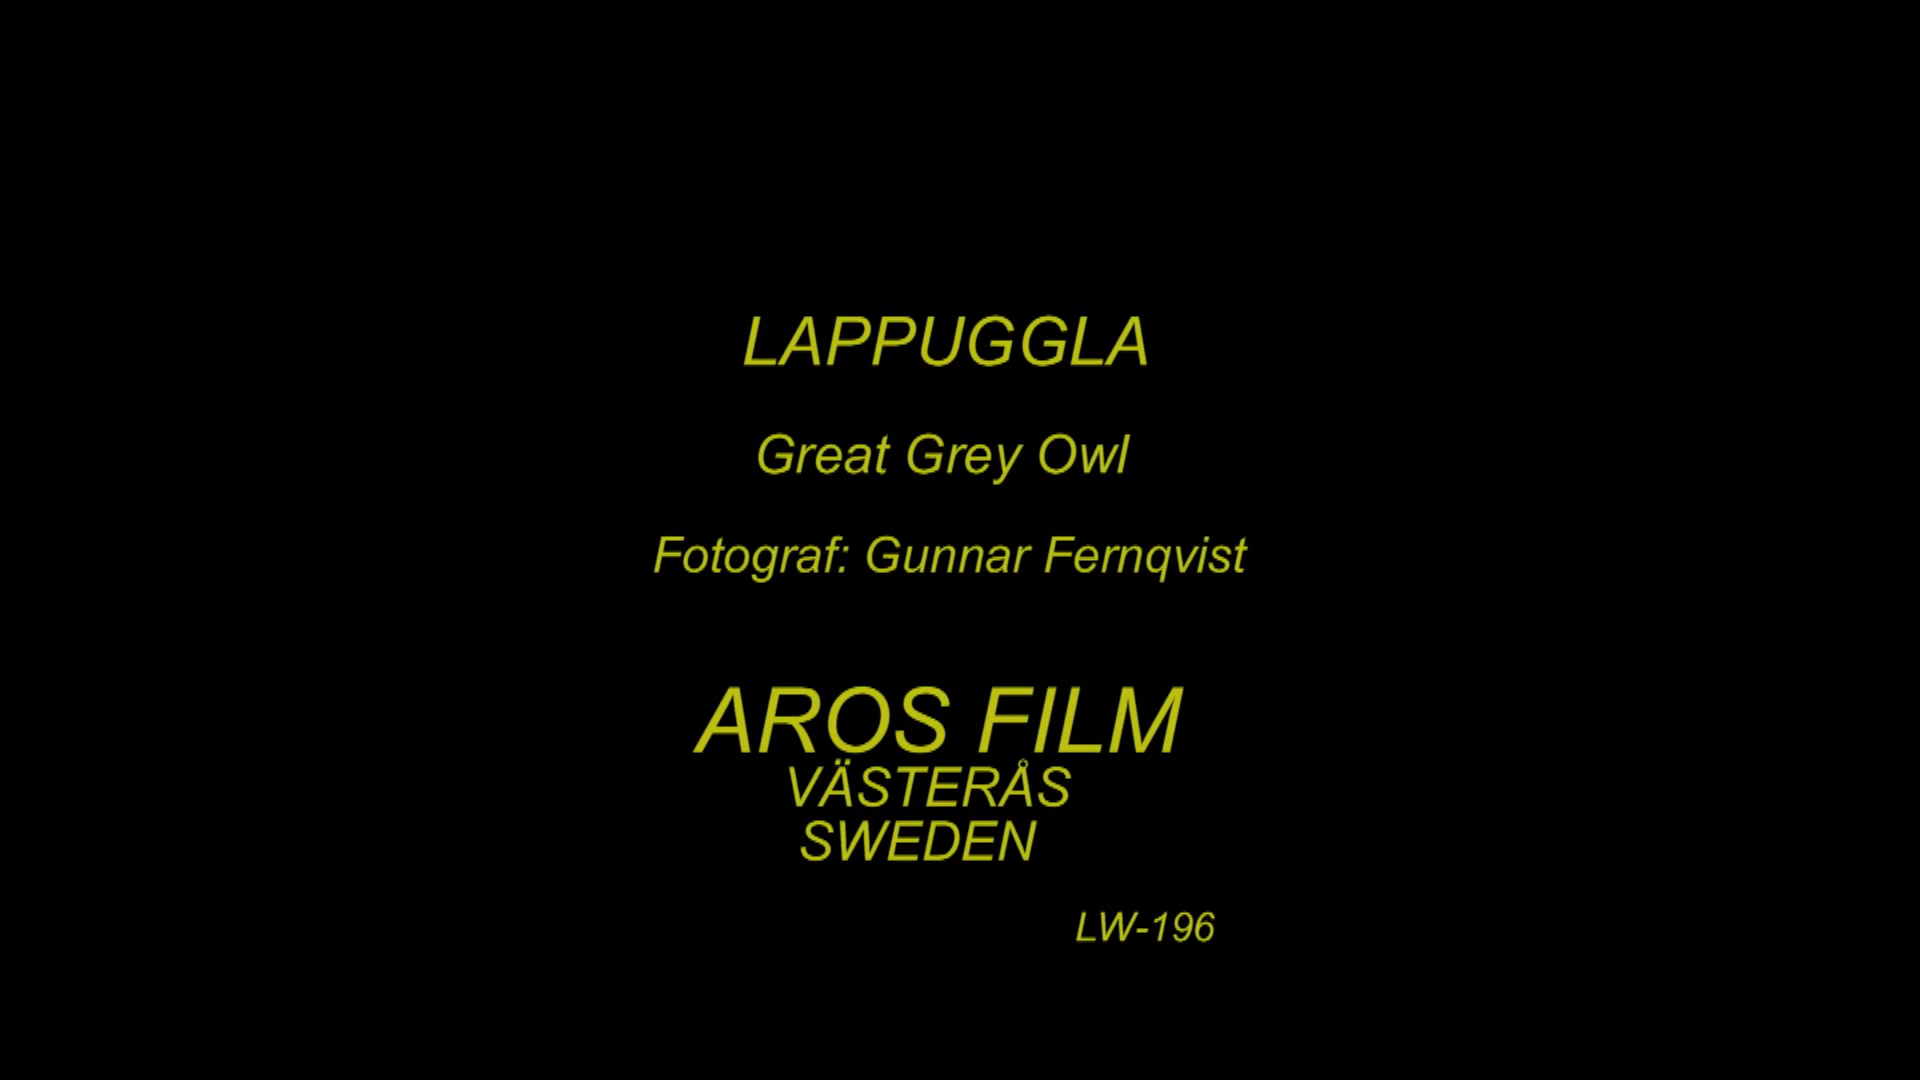 LAPPUGGLA
Great Grey Owl
Fotograf: Gunnar Fernqvist
AROS FILM
VÄSTERÅS
SWEDEN
LW-196